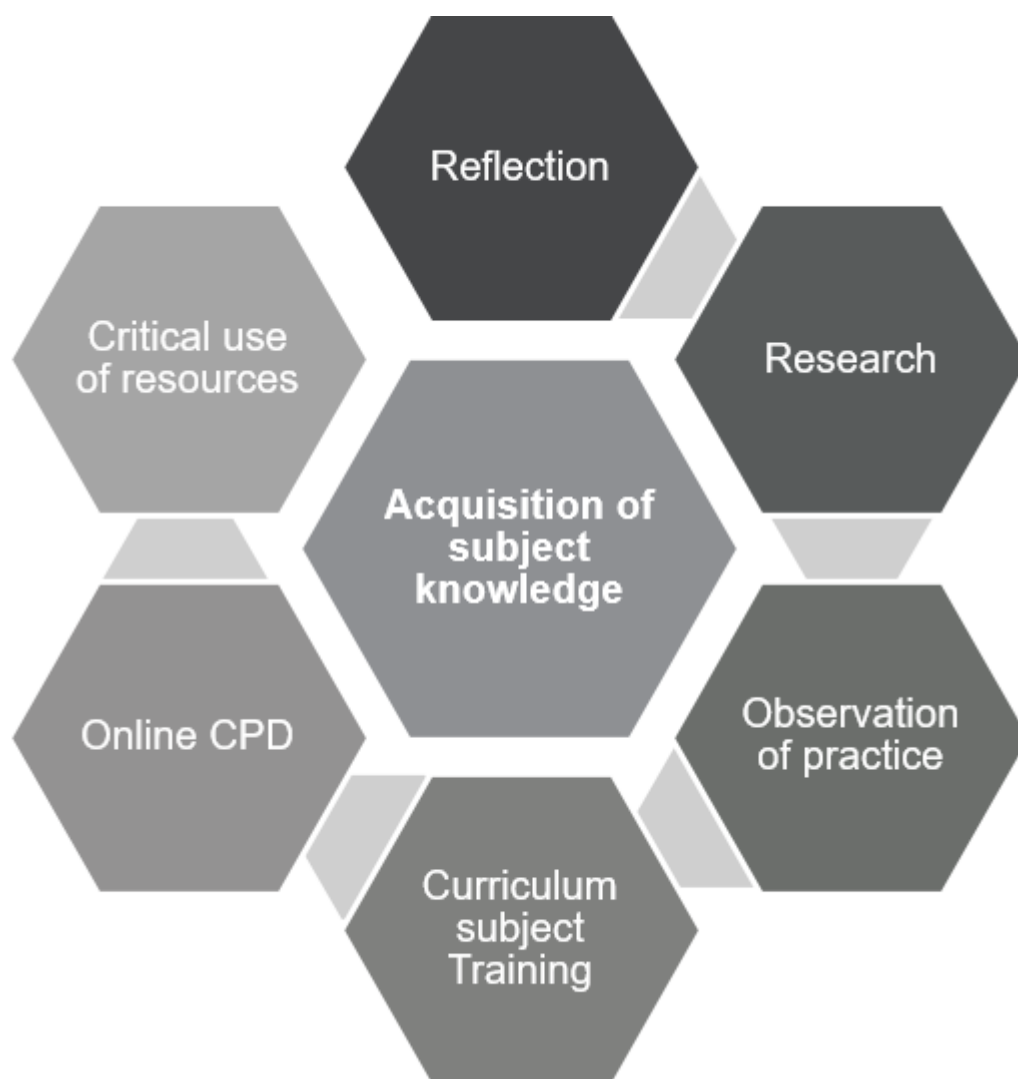 Reflection
Research
Observation
of practice
Curriculum
subject
Training
Online CPD
Critical use
of resources
Acquisition of
subject
knowledge